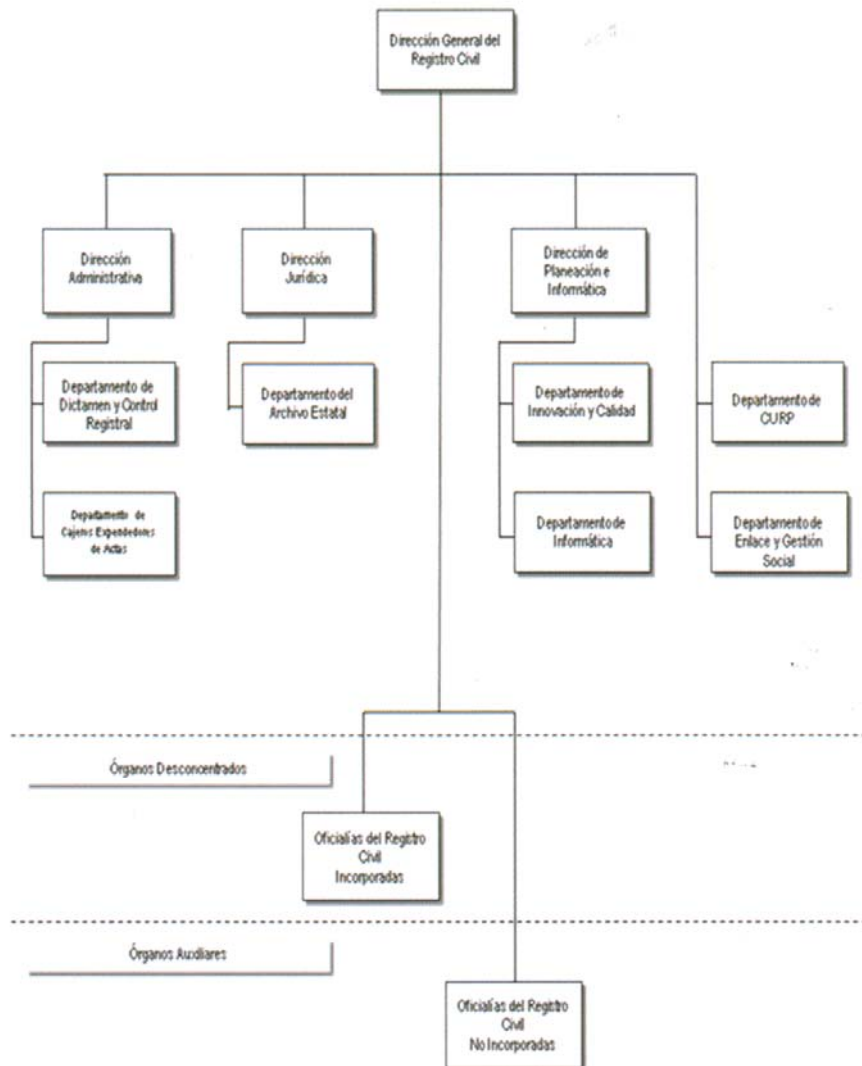 Dirección General del
Registro Civil
Dirección
Administrativa
Dirección
Jurídica
Dirección de
Planeación e
Informática
Departamento de
Dictamen y Control
Registral
Departamento del
Archivo Estatal
Departamento de
Innovación y Calidad
Departamento de
CURP
Departamento de
Cajeros Expendedores
de Actas
Departamento de
Informática
Departamento de
Enlace y Gestión
Social
Órganos Desconcentrados
Oficialías del Registro
Civil
Incorporadas
Órganos Auxiliares
Oficialías del Registro
Civil
No Incorporadas